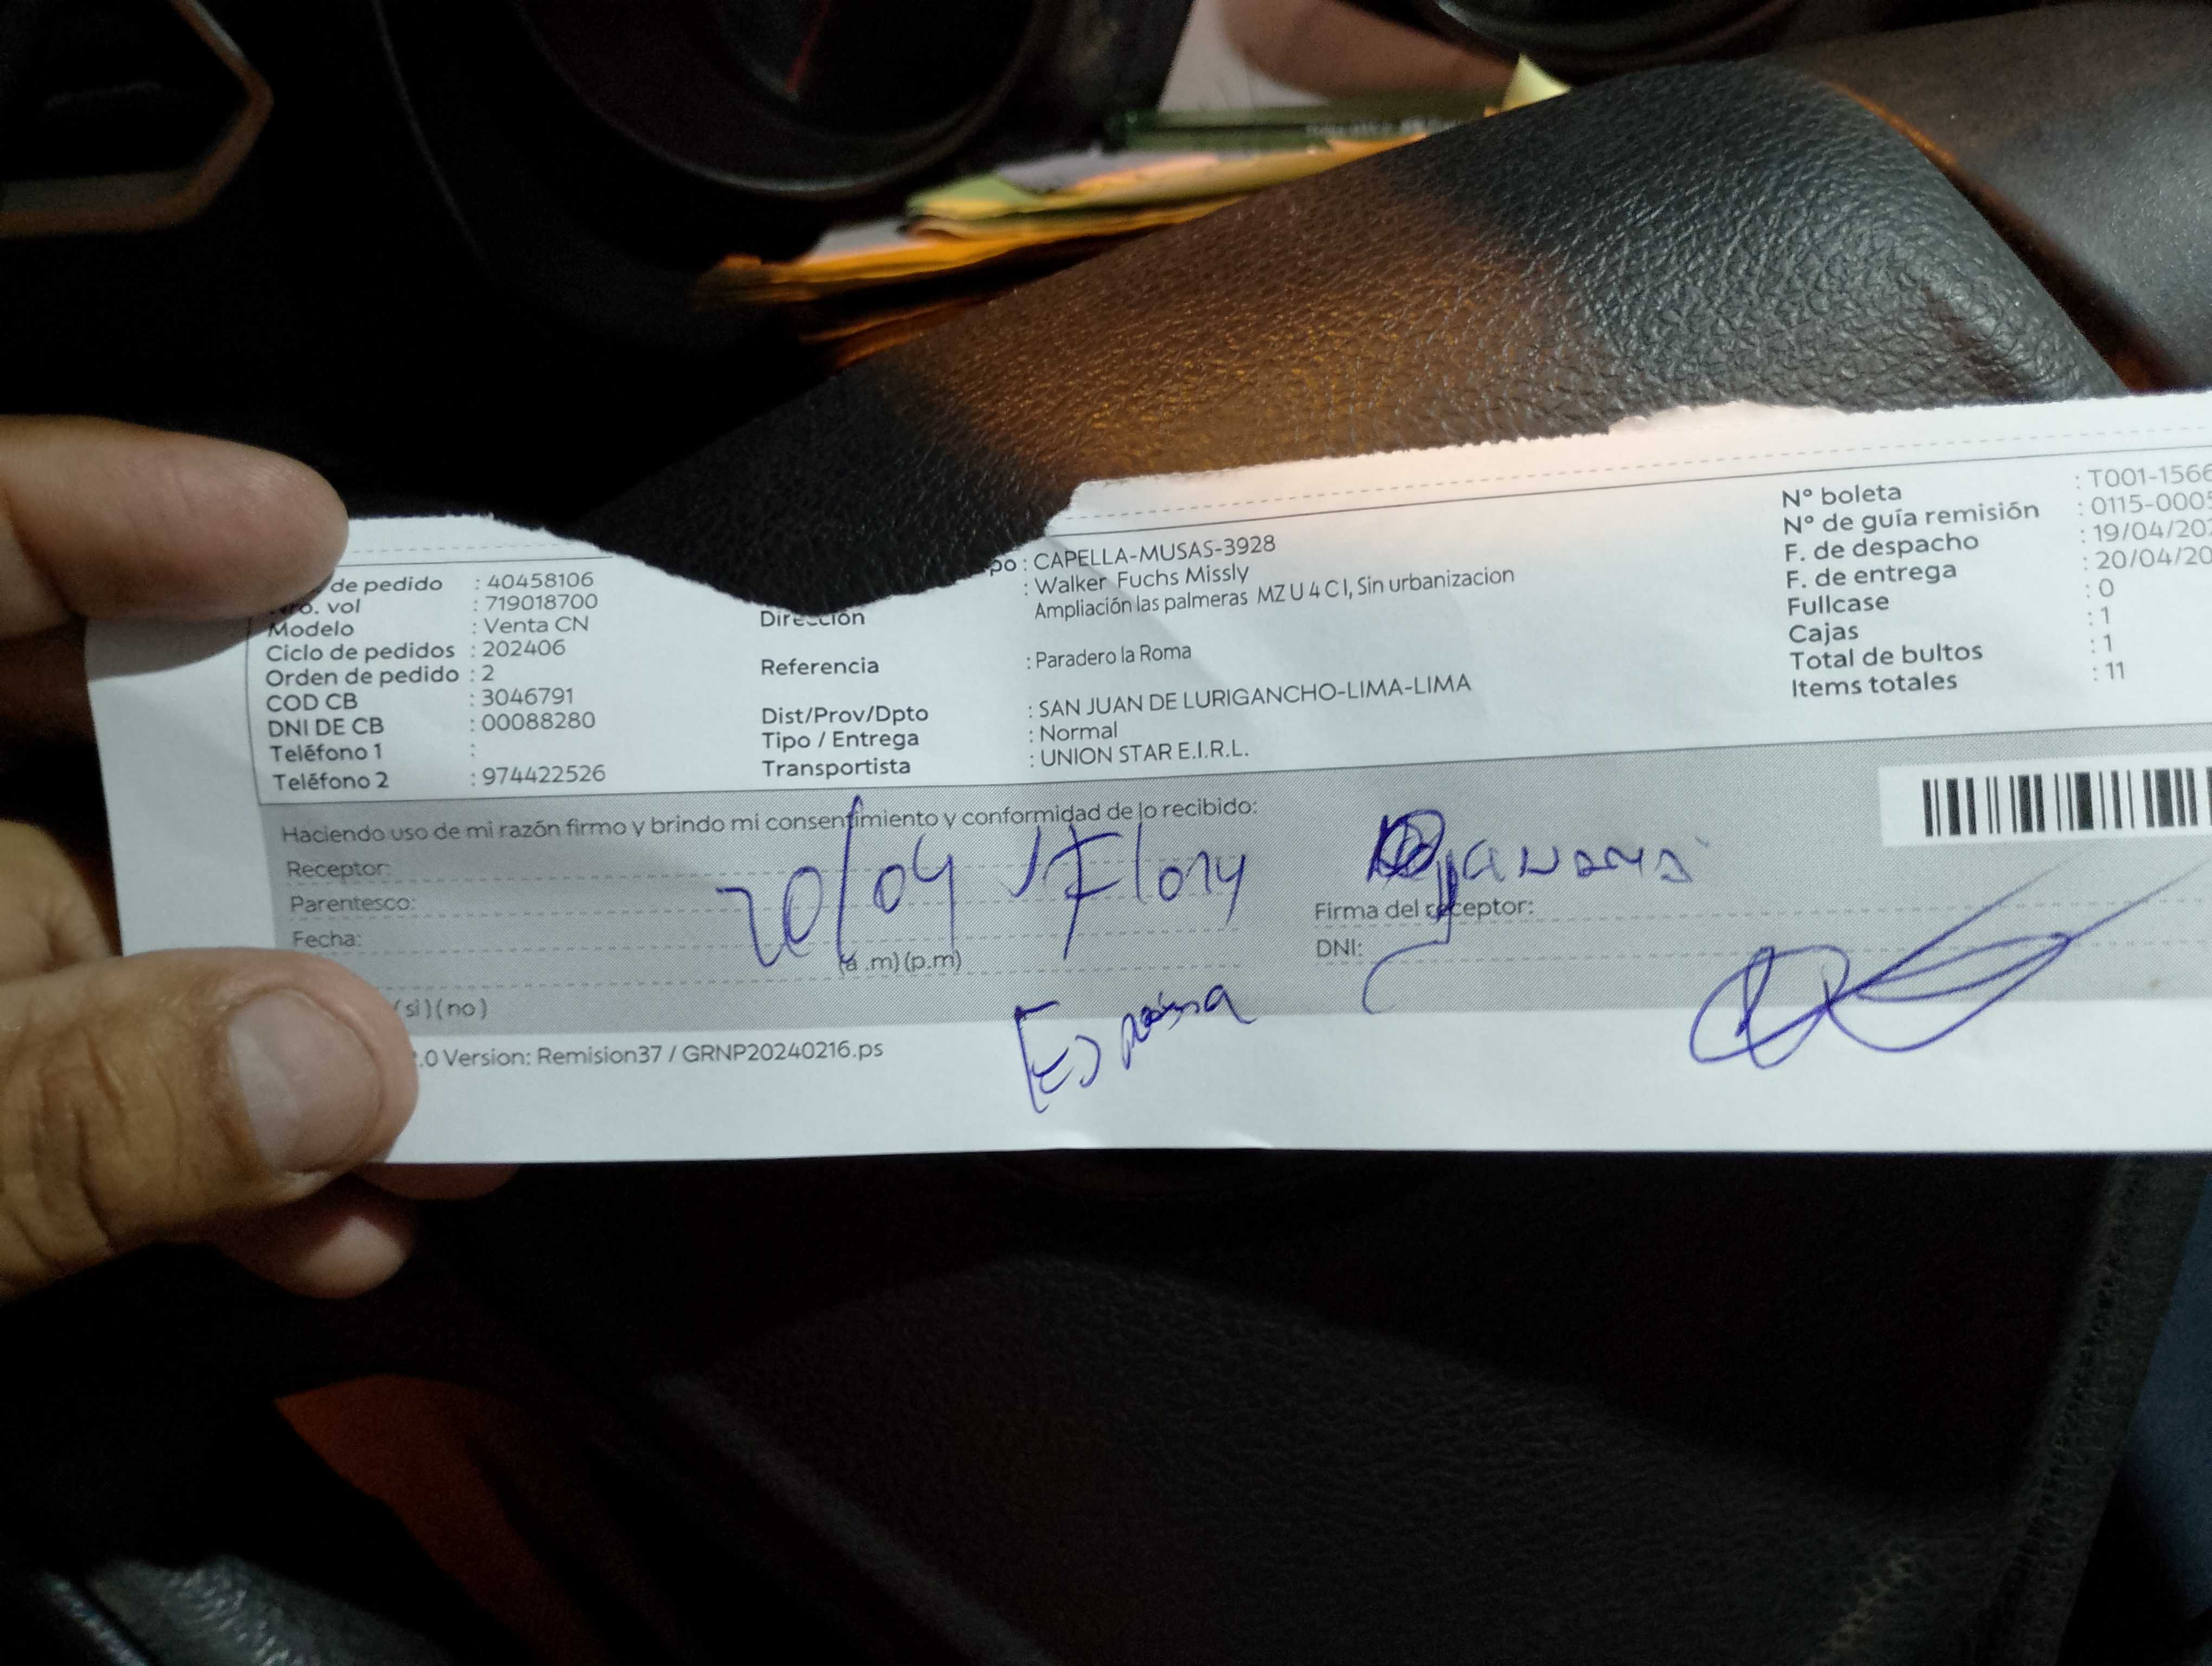 de pedido : 40458106
Nro. vol : 719018700
Modelo : Venta CN
Ciclo de pedidos : 202406
Orden de pedido : 2
COD CB : 3046791
DNI DE CB : 00088280
Teléfono 1 :
Teléfono 2 : 974422526
po : CAPELLA-MUSAS-3928
: Walker Fuchs Missly
Dirección Ampliación las palmeras MZ U 4 C l, Sin urbanizacion
Referencia : Paradero la Roma
Dist/Prov/Dpto : SAN JUAN DE LURIGANCHO-LIMA-LIMA
Tipo / Entrega : Normal
Transportista : UNION STAR E.I.R.L.
N° boleta : T001-1566
N° de guía remisión : 0115-0005
F. de despacho : 19/04/202
F. de entrega : 20/04/20
Fullcase : 0
Cajas : 1
Total de bultos : 1
Items totales : 11
Haciendo uso de mi razón firmo y brindo mi consentimiento y conformidad de lo recibido:
Receptor:
Parentesco:
20/04
Fecha:
(a .m) (p.m)
Firma del receptor:
DNI:
(si) (no)
.0 Version: Remision37 / GRNP20240216.ps